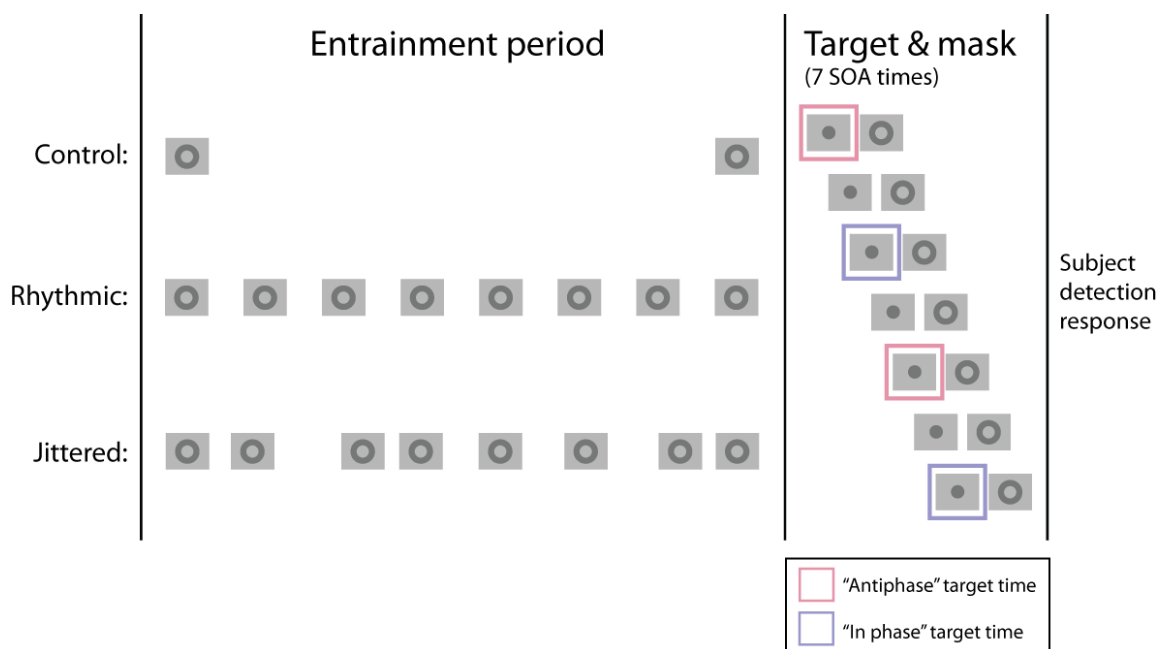 Entrainment period
Target & mask
(7 SOA times)
Control:
Rhythmic:
Jittered:
Subject
detection
response
“Antiphase” target time
“In phase” target time